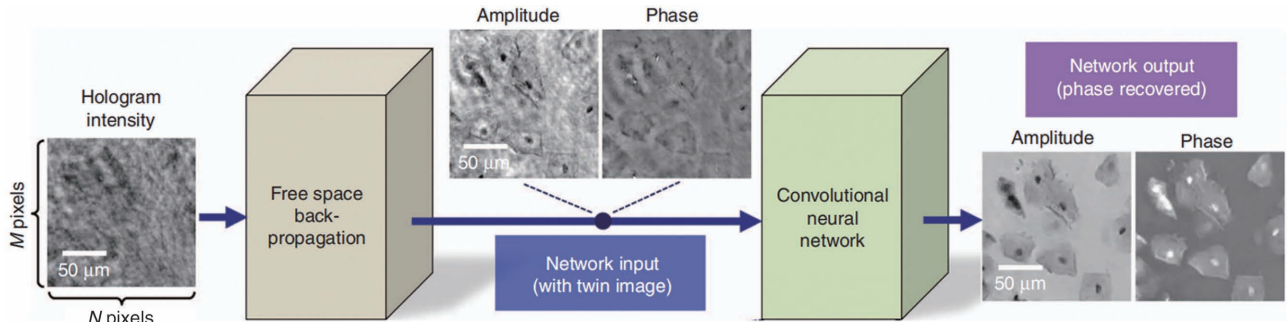 Hologram
intensity
M pixels
50 μm
N pixels
Free space
back-
propagation
Amplitude
Phase
50 μm
Network input
(with twin image)
Convolutional
neural
network
Network output
(phase recovered)
Amplitude
Phase
50 μm